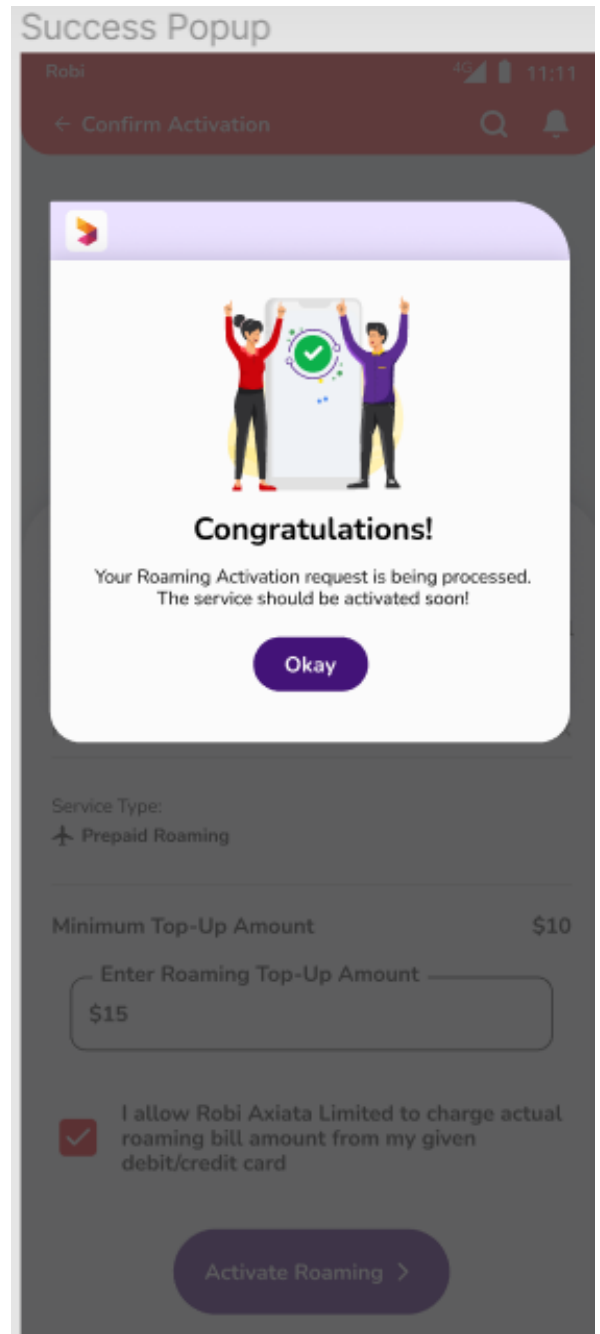 Success Popup
Robi 4G 11:11
Confirm Activation
Congratulations!
Your Roaming Activation request is being processed.
The service should be activated soon!
Okay
Service Type:
Prepaid Roaming
Minimum Top-Up Amount $10
Enter Roaming Top-Up Amount
$15
I allow Robi Axiata Limited to charge actual
roaming bill amount from my given
debit/credit card
Activate Roaming